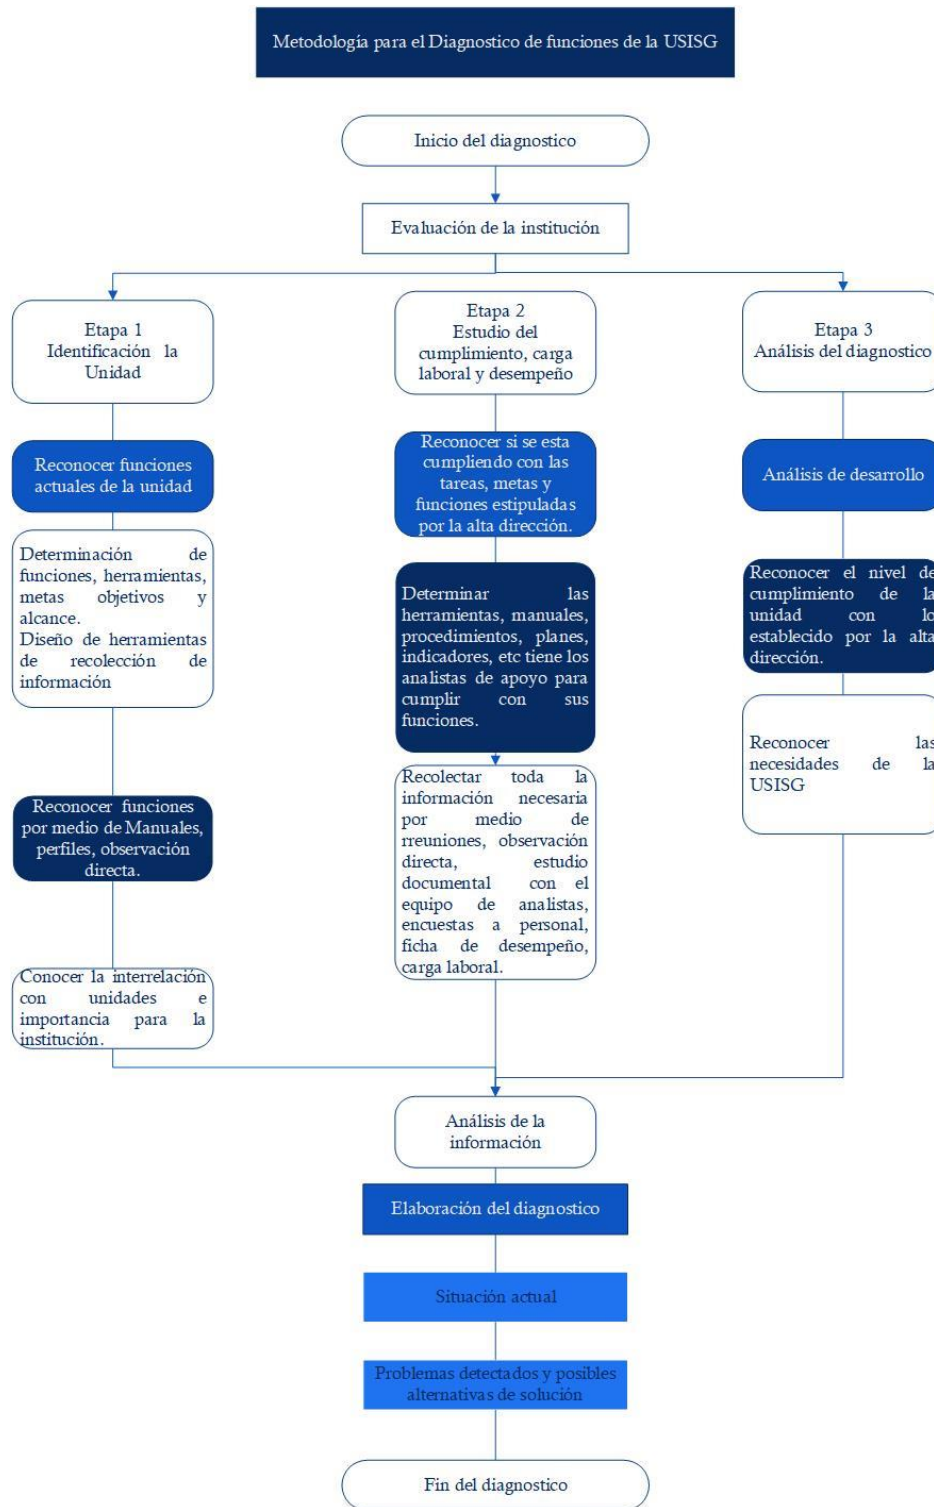 Metodología para el Diagnostico de funciones de la USISG
Inicio del diagnostico
Evaluación de la institución
Etapa 1
Identificación la
Unidad
Reconocer funciones
actuales de la unidad
Determinación de
funciones, herramientas,
metas objetivos y
alcance.
Diseño de herramientas
de recolección de
información
Reconocer funciones
por medio de Manuales,
perfiles, observación
directa.
Conocer la interrelación
con unidades e
importancia para la
institución.
Etapa 2
Estudio del
cumplimiento, carga
laboral y desempeño
Reconocer si se esta
cumpliendo con las
tareas, metas y
funciones estipuladas
por la alta dirección.
Determinar las
herramientas, manuales,
procedimientos, planes,
indicadores, etc tiene los
analistas de apoyo para
cumplir con sus
funciones.
Recolectar toda la
información necesaria
por medio de
rreuniones, observación
directa, estudio
documental con el
equipo de analistas,
encuestas a personal,
ficha de desempeño,
carga laboral.
Etapa 3
Análisis del diagnostico
Análisis de desarrollo
Reconocer el nivel de
cumplimiento de la
unidad con lo
establecido por la alta
dirección.
Reconocer las
necesidades de la
USISG
Análisis de la
información
Elaboración del diagnostico
Situación actual
Problemas detectados y posibles
alternativas de solución
Fin del diagnostico